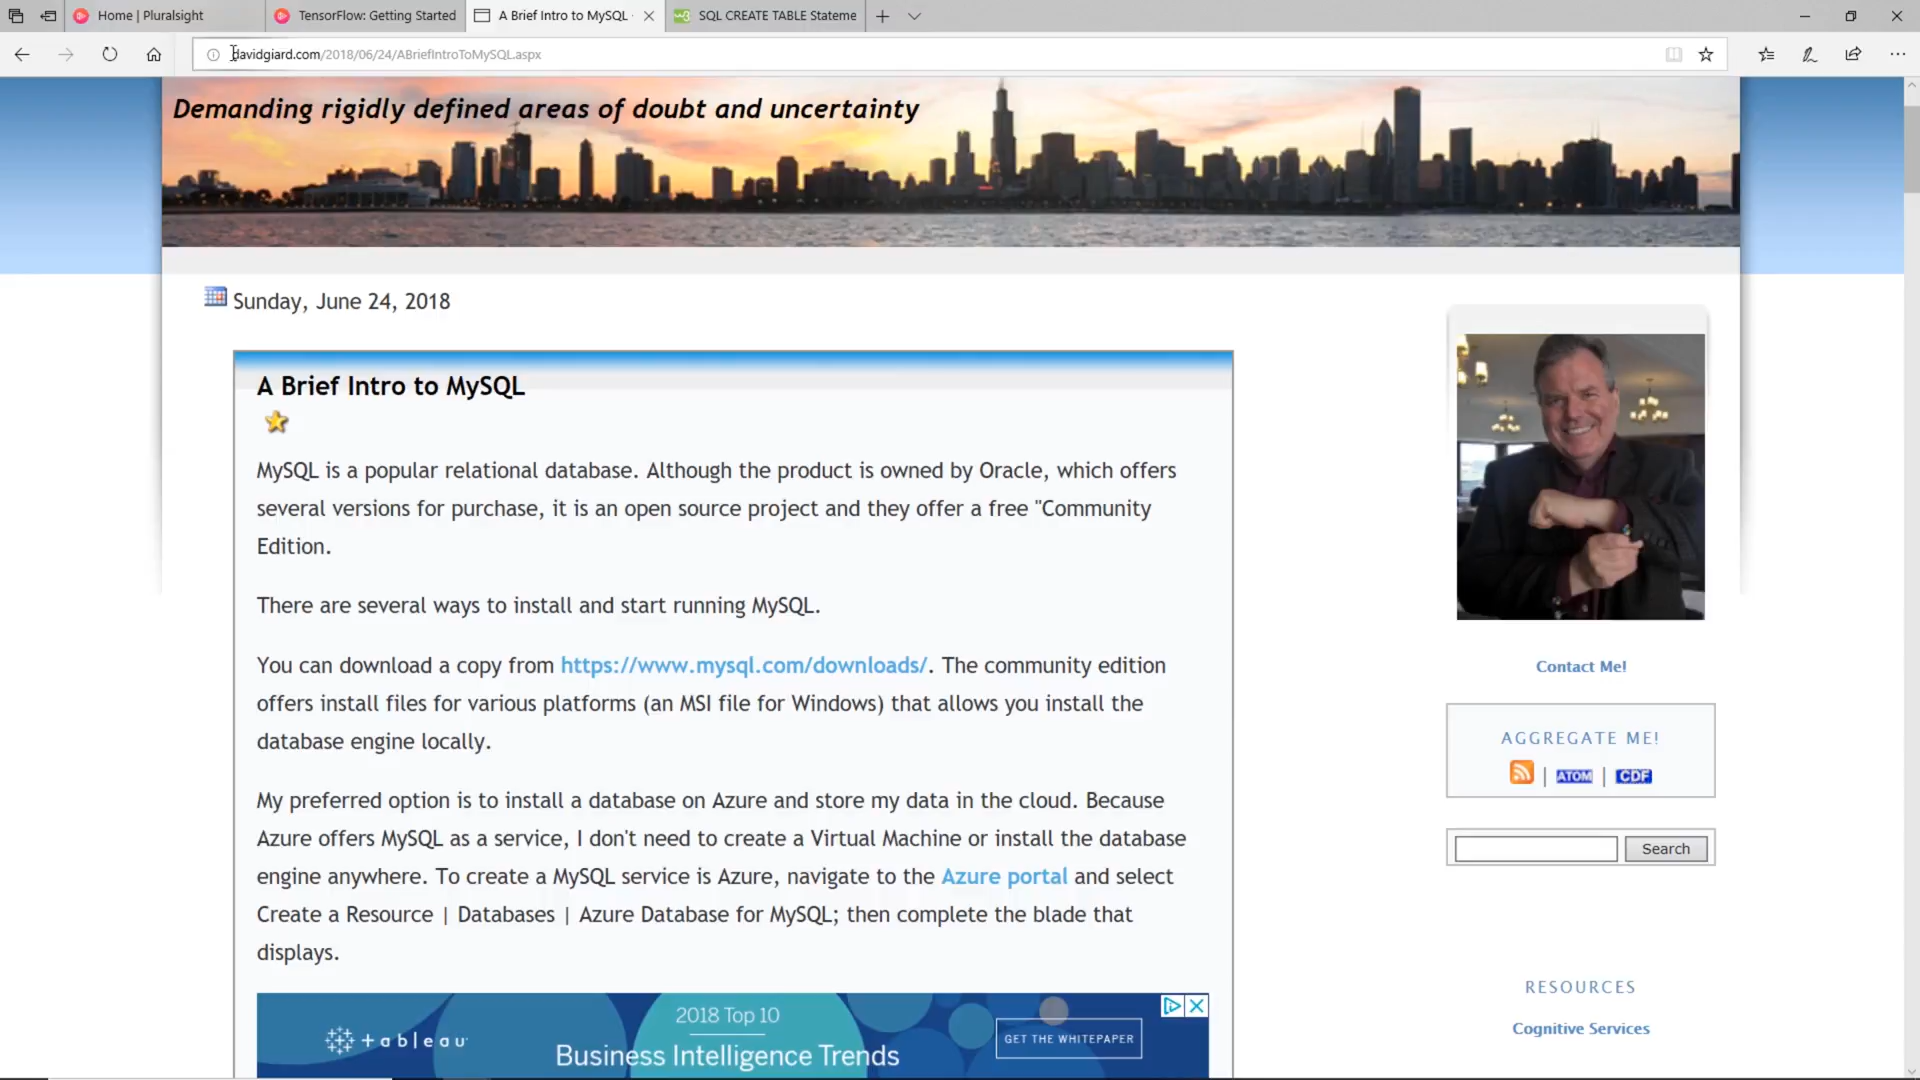 Home | Pluralsight
TensorFlow: Getting Started
A Brief Intro to MySQL
SQL CREATE TABLE Stateme
davidgiard.com/2018/06/24/ABriefIntroToMySQL.aspx
Demanding rigidly defined areas of doubt and uncertainty
Sunday, June 24, 2018
A Brief Intro to MySQL
MySQL is a popular relational database. Although the product is owned by Oracle, which offers
several versions for purchase, it is an open source project and they offer a free "Community
Edition.
There are several ways to install and start running MySQL.
You can download a copy from https://www.mysql.com/downloads/. The community edition
offers install files for various platforms (an MSI file for Windows) that allows you install the
database engine locally.
My preferred option is to install a database on Azure and store my data in the cloud. Because
Azure offers MySQL as a service, I don't need to create a Virtual Machine or install the database
engine anywhere. To create a MySQL service is Azure, navigate to the Azure portal and select
Create a Resource | Databases | Azure Database for MySQL; then complete the blade that
displays.
+ableau
2018 Top 10
Business Intelligence Trends
GET THE WHITEPAPER
Contact Me!
AGGREGATE ME!
| ATOM | CDF
Search
RESOURCES
Cognitive Services